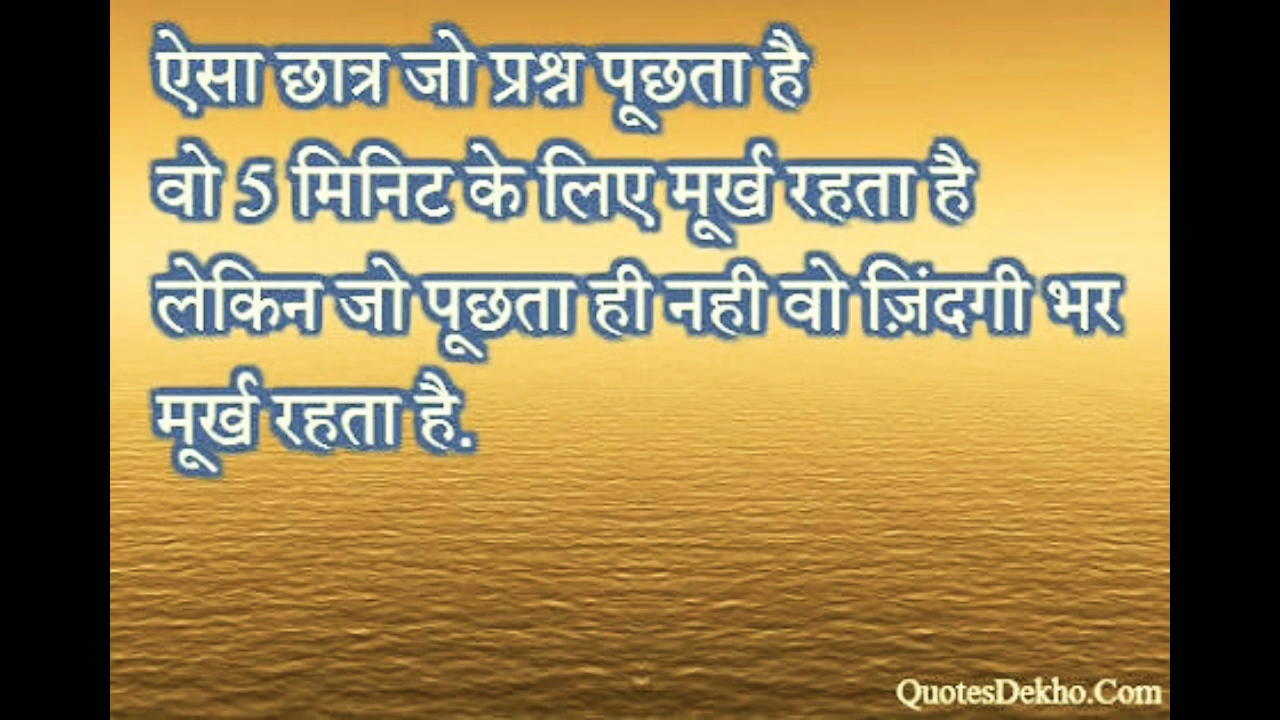 ऐसा छात्र जो प्रश्न पूछता है
वो 5 मिनिट के लिए मूर्ख रहता है
लेकिन जो पूछता ही नही वो ज़िंदगी भर
मूर्ख रहता है.
QuotesDekho.Com